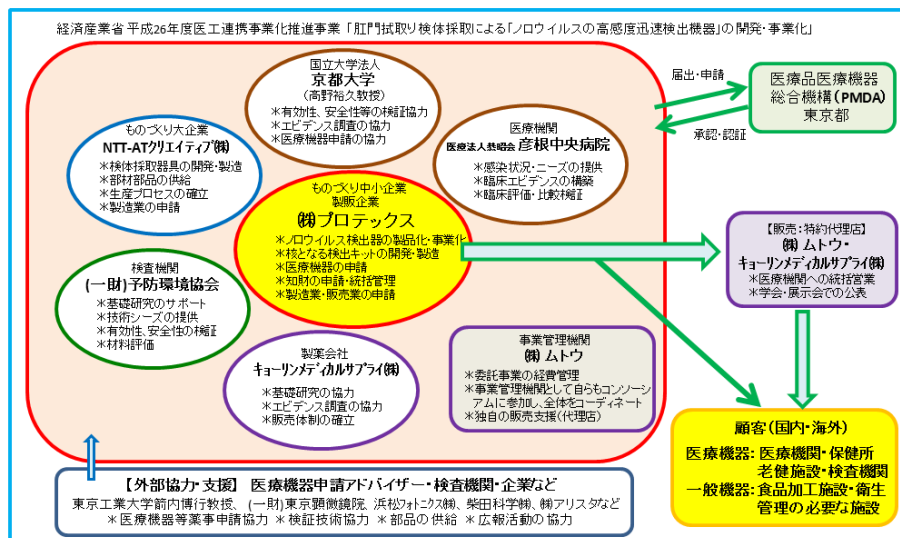 経済産業省 平成26年度医工連携事業化推進事業 「肛門拭取り検体採取による「ノロウイルスの高感度迅速検出機器」の開発・事業化」
国立大学法人
京都大学
(高野裕久教授)
＊有効性、安全性等の検証協力
＊エビデンス調査の協力
＊医療機器申請の協力
ものづくり大企業
NTT-ATクリエイティブ㈱
＊検体採取器具の開発・製造
＊部材部品の供給
＊生産プロセスの確立
＊製造業の申請
医療機関
医療法人恭昭会 彦根中央病院
＊感染状況・ニーズの提供
＊臨床エビデンスの構築
＊臨床評価・比較検証
ものづくり中小企業
製販企業
㈱プロテックス
＊ノロウイルス検出器の製品化・事業化
＊核となる検出キットの開発・製造
＊医療機器の申請
＊知財の申請・統括管理
＊製造業・販売業の申請
検査機関
(一財)予防環境協会
＊基礎研究のサポート
＊技術シーズの提供
＊有効性、安全性の検証
＊材料評価
製薬会社
キョーリンメディカルサプライ㈱
＊基礎研究の協力
＊エビデンス調査の協力
＊販売体制の確立
事業管理機関
㈱ ムトウ
＊委託事業の経費管理
＊事業管理機関として自らもコンソーシ
アムに参加し、全体をコーディネート
＊独自の販売支援(代理店)
届出・申請
承認・認証
医療品医療機器
総合機構(PMDA)
東京都
【販売：特約代理店】
㈱ ムトウ・
キョーリンメディカルサプライ㈱
＊医療機関への統括営業
＊学会・展示会での公表
顧客(国内・海外)
医療機器：医療機関・保健所
老健施設・検査機関
一般機器：食品加工施設・衛生
管理の必要な施設
【外部協力・支援】 医療機器申請アドバイザー・検査機関・企業など
東京工業大学箭内博行教授、 (一財)東京顕微鏡院、浜松フォトニクス㈱、柴田科学㈱、㈱アリスタなど
＊医療機器等薬事申請協力 ＊検証技術協力 ＊部品の供給 ＊広報活動の協力